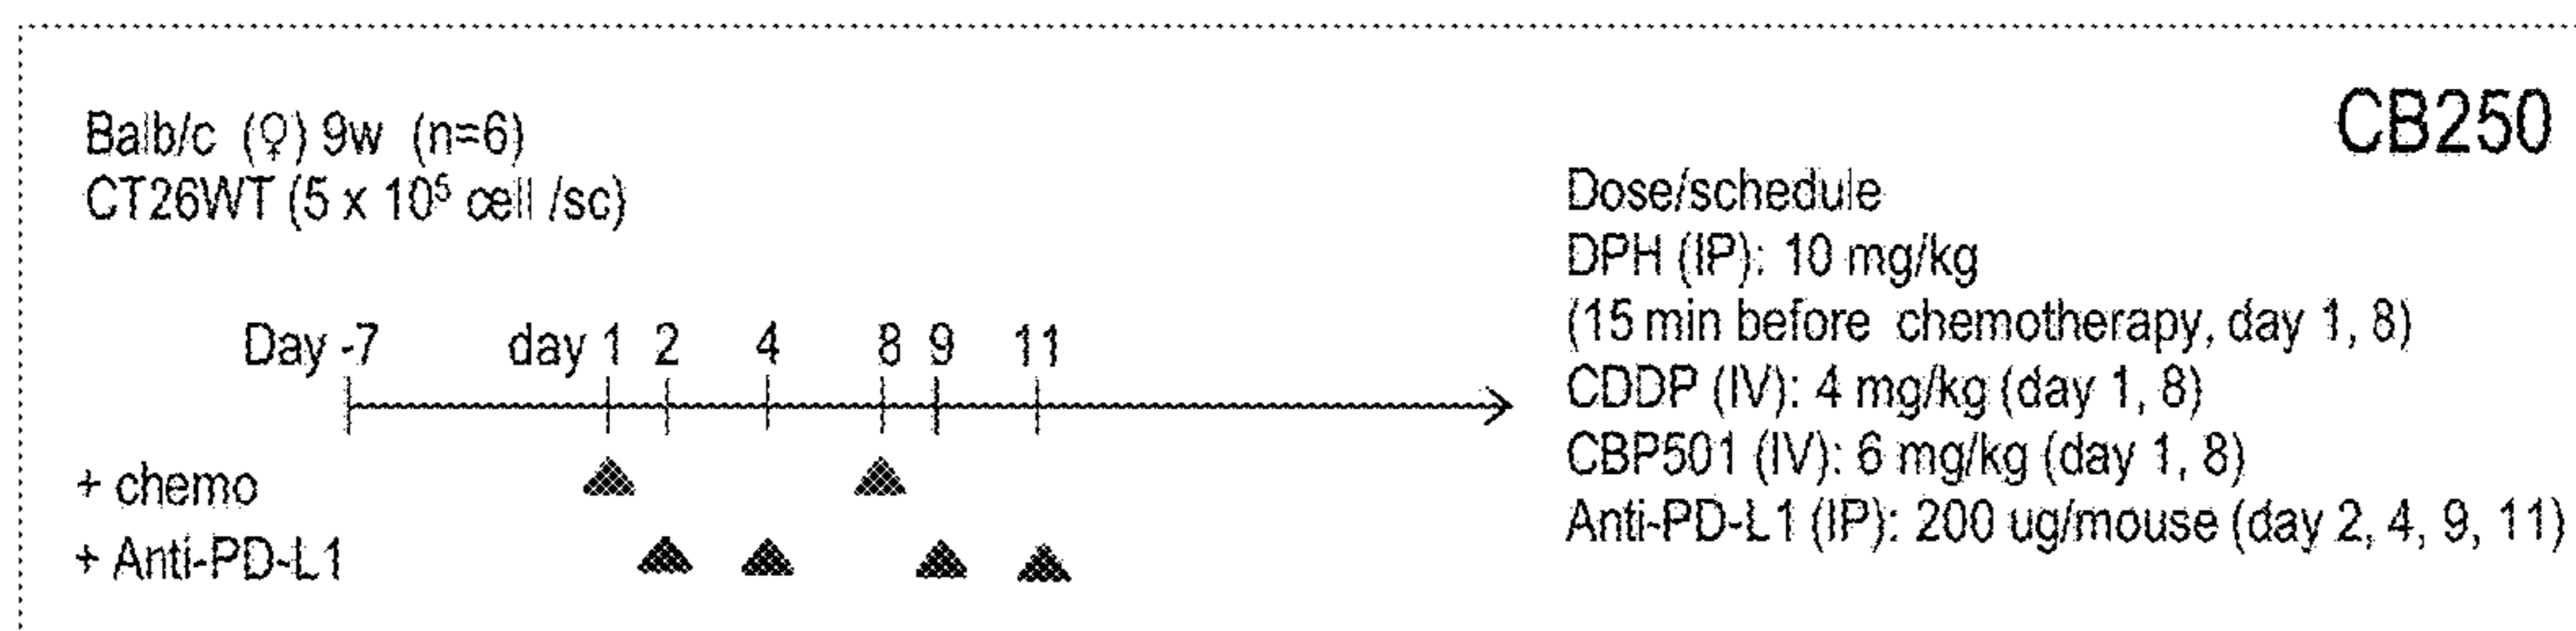 CB250
Balb/c (♀) 9w (n=6)
CT26WT (5 x 10⁵ cell /sc)
Day -7 day 1 2 4 8 9 11
+ chemo
+ Anti-PD-L1
Dose/schedule
DPH (IP): 10 mg/kg
(15 min before chemotherapy, day 1, 8)
CDDP (IV): 4 mg/kg (day 1, 8)
CBP501 (IV): 6 mg/kg (day 1, 8)
Anti-PD-L1 (IP): 200 ug/mouse (day 2, 4, 9, 11)